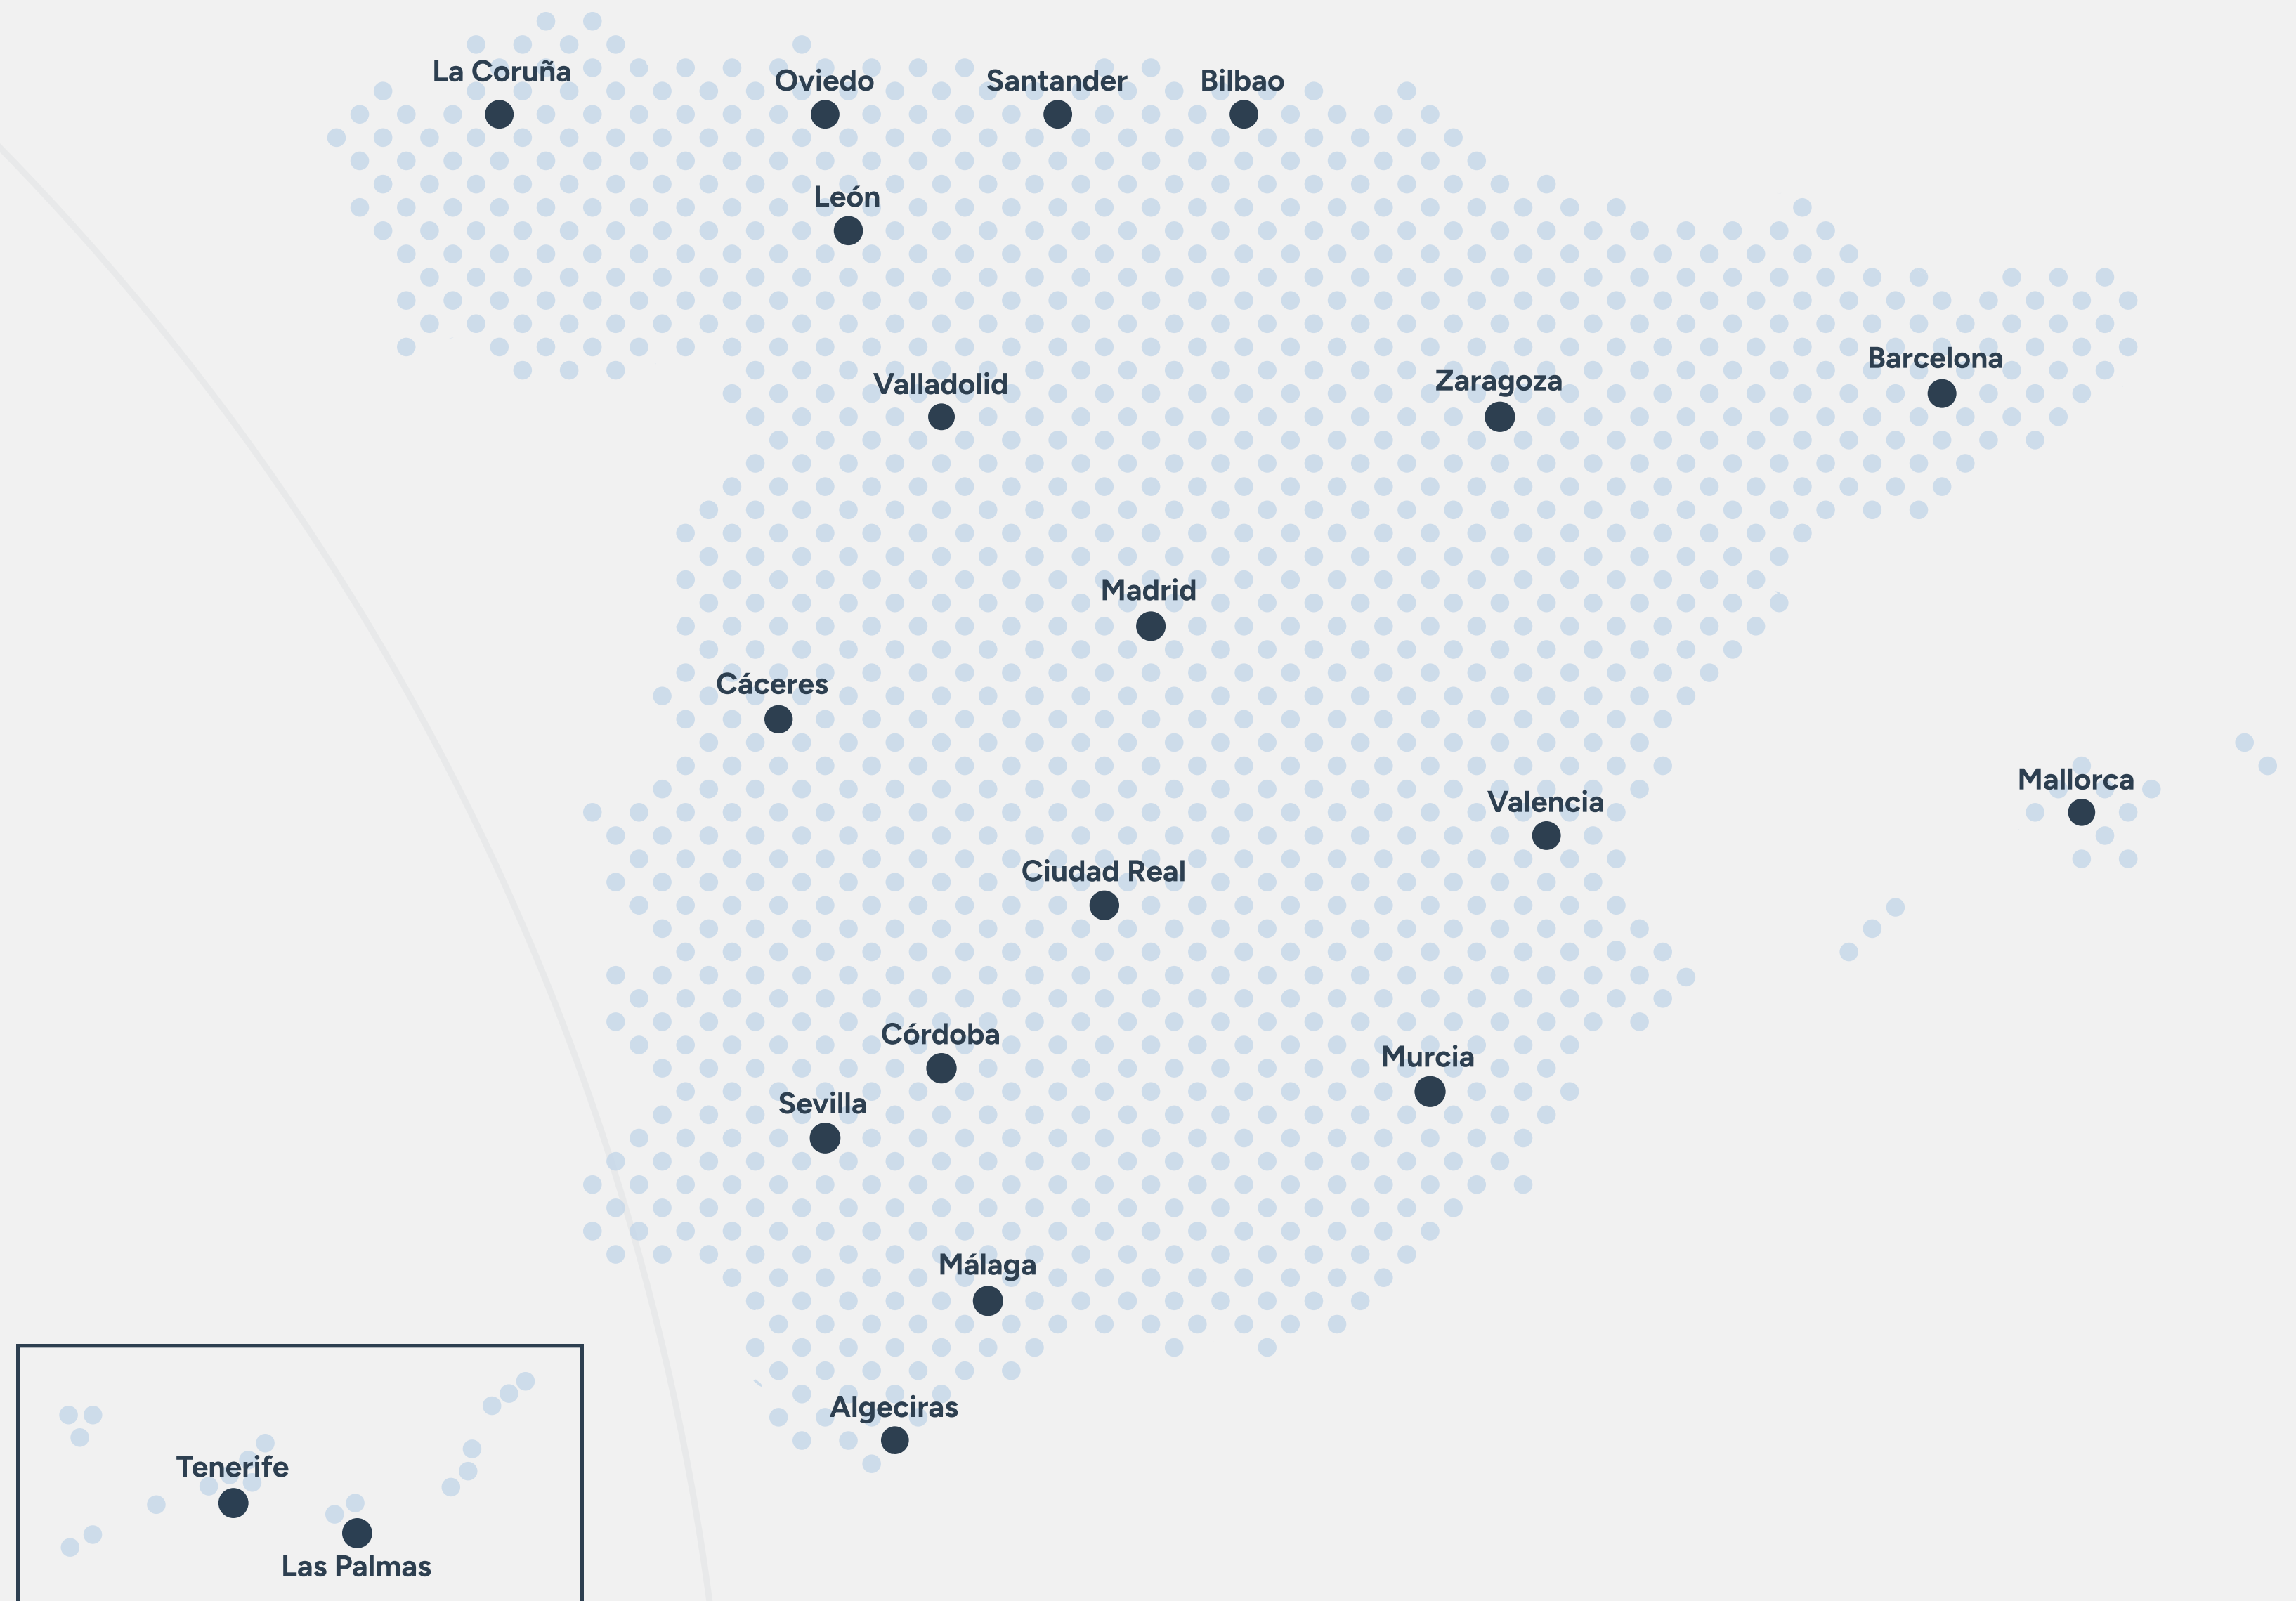 La Coruña
Oviedo
Santander
Bilbao
León
Valladolid
Zaragoza
Barcelona
Madrid
Cáceres
Mallorca
Valencia
Ciudad Real
Córdoba
Murcia
Sevilla
Málaga
Algeciras
Tenerife
Las Palmas